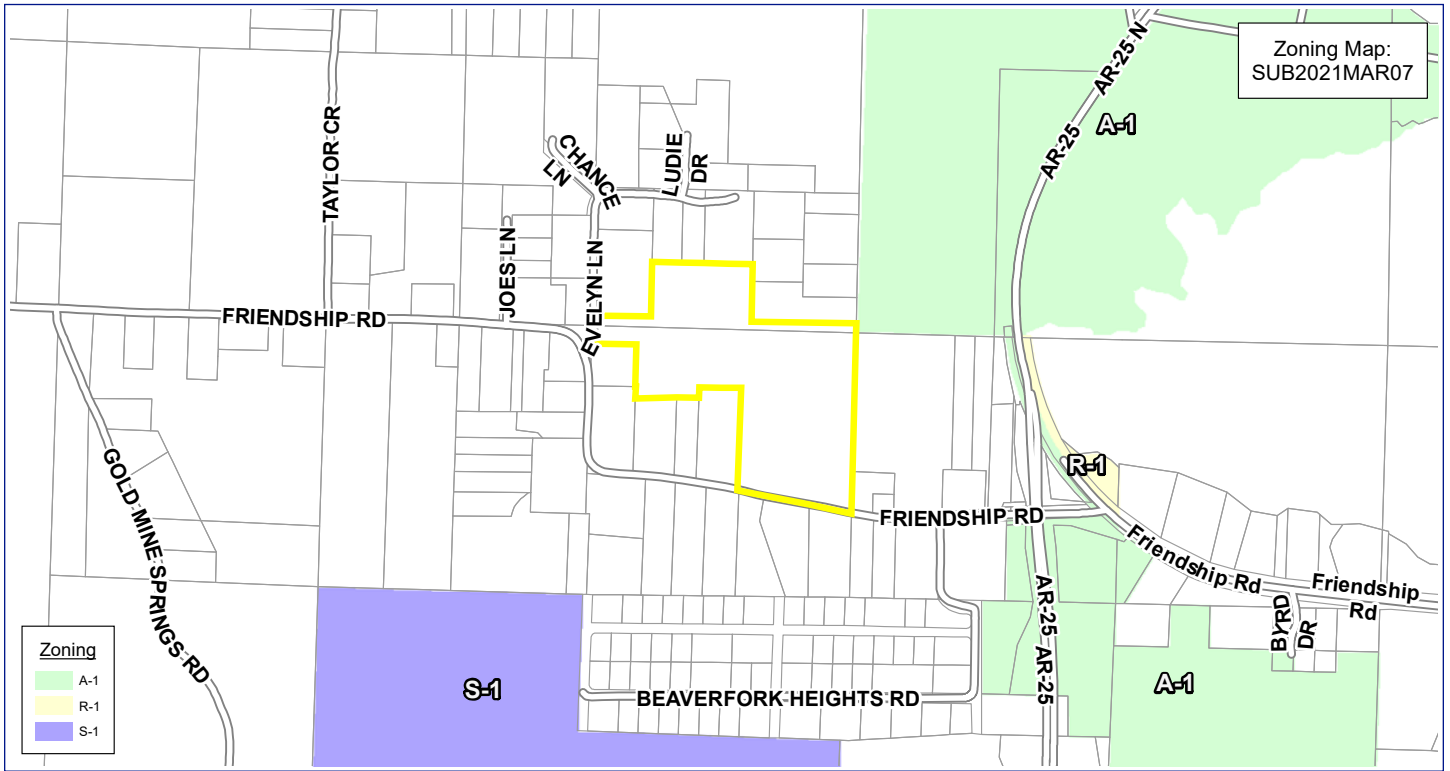 Zoning Map:
SUB2021MAR07
AR-25 N
A-1
AR-25
TAYLOR CR
CHANCE
LN
LUDIE
DR
JOES LN
EVELYN LN
FRIENDSHIP RD
R-1
GOLD MINE SPRINGS RD
FRIENDSHIP RD
Friendship Rd
Friendship
Rd
AR-25
AR-25
BYRD
DR
Zoning
A-1
R-1
S-1
S-1
BEAVERFORK HEIGHTS RD
A-1